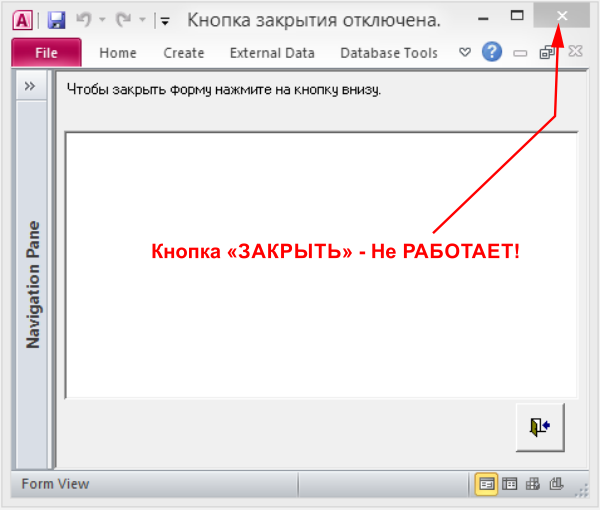 A Кнопка закрытия отключена.
File Home Create External Data Database Tools ?
» Чтобы закрыть форму нажмите на кнопку внизу.
Navigation Pane
Кнопка «ЗАКРЫТЬ» - Не РАБОТАЕТ!
Form View